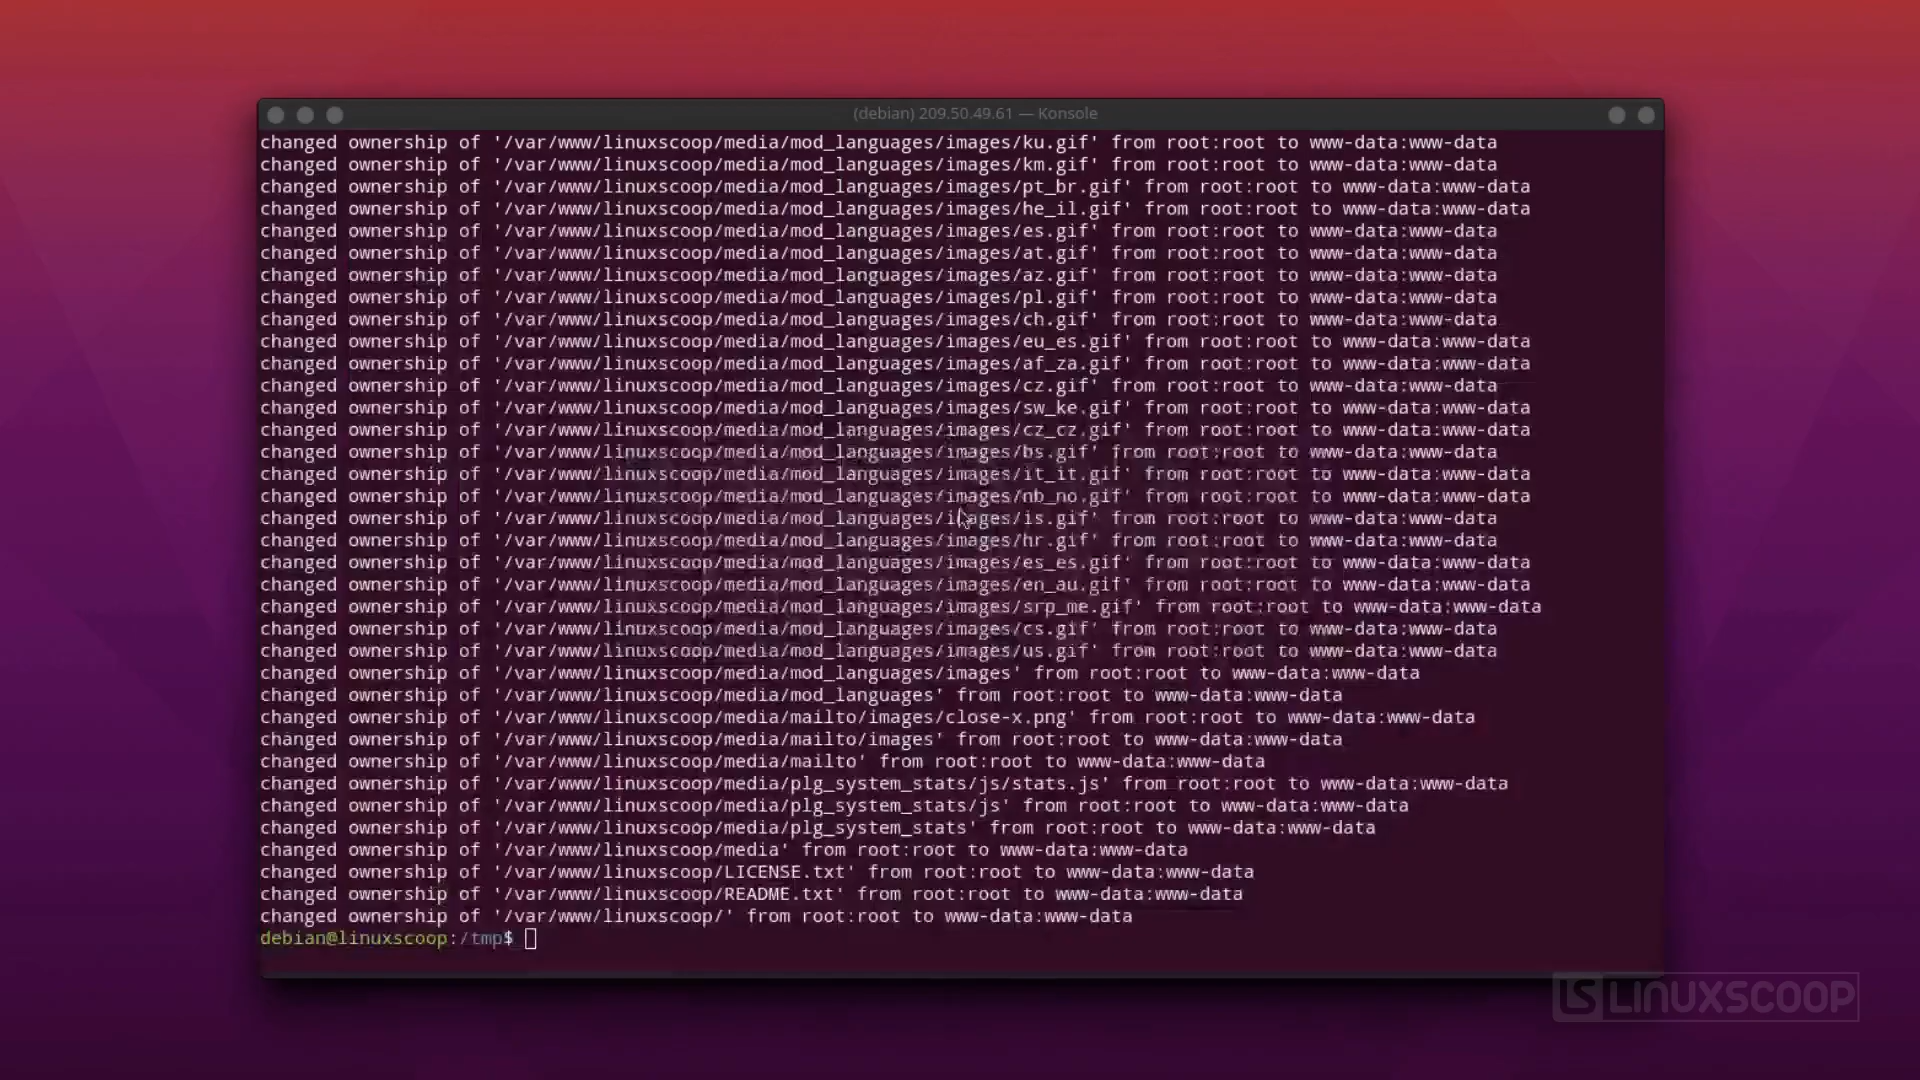 (debian) 209.50.49.61 — Konsole
changed ownership of '/var/www/linuxscoop/media/mod_languages/images/ku.gif' from root:root to www-data:www-data
changed ownership of '/var/www/linuxscoop/media/mod_languages/images/km.gif' from root:root to www-data:www-data
changed ownership of '/var/www/linuxscoop/media/mod_languages/images/pt_br.gif' from root:root to www-data:www-data
changed ownership of '/var/www/linuxscoop/media/mod_languages/images/he_il.gif' from root:root to www-data:www-data
changed ownership of '/var/www/linuxscoop/media/mod_languages/images/es.gif' from root:root to www-data:www-data
changed ownership of '/var/www/linuxscoop/media/mod_languages/images/at.gif' from root:root to www-data:www-data
changed ownership of '/var/www/linuxscoop/media/mod_languages/images/az.gif' from root:root to www-data:www-data
changed ownership of '/var/www/linuxscoop/media/mod_languages/images/pl.gif' from root:root to www-data:www-data
changed ownership of '/var/www/linuxscoop/media/mod_languages/images/ch.gif' from root:root to www-data:www-data
changed ownership of '/var/www/linuxscoop/media/mod_languages/images/eu_es.gif' from root:root to www-data:www-data
changed ownership of '/var/www/linuxscoop/media/mod_languages/images/af_za.gif' from root:root to www-data:www-data
changed ownership of '/var/www/linuxscoop/media/mod_languages/images/cz.gif' from root:root to www-data:www-data
changed ownership of '/var/www/linuxscoop/media/mod_languages/images/sw_ke.gif' from root:root to www-data:www-data
changed ownership of '/var/www/linuxscoop/media/mod_languages/images/cz_cz.gif' from root:root to www-data:www-data
changed ownership of '/var/www/linuxscoop/media/mod_languages/images/bs.gif' from root:root to www-data:www-data
changed ownership of '/var/www/linuxscoop/media/mod_languages/images/it_it.gif' from root:root to www-data:www-data
changed ownership of '/var/www/linuxscoop/media/mod_languages/images/nb_no.gif' from root:root to www-data:www-data
changed ownership of '/var/www/linuxscoop/media/mod_languages/images/is.gif' from root:root to www-data:www-data
changed ownership of '/var/www/linuxscoop/media/mod_languages/images/hr.gif' from root:root to www-data:www-data
changed ownership of '/var/www/linuxscoop/media/mod_languages/images/es_es.gif' from root:root to www-data:www-data
changed ownership of '/var/www/linuxscoop/media/mod_languages/images/en_au.gif' from root:root to www-data:www-data
changed ownership of '/var/www/linuxscoop/media/mod_languages/images/srp_me.gif' from root:root to www-data:www-data
changed ownership of '/var/www/linuxscoop/media/mod_languages/images/cs.gif' from root:root to www-data:www-data
changed ownership of '/var/www/linuxscoop/media/mod_languages/images/us.gif' from root:root to www-data:www-data
changed ownership of '/var/www/linuxscoop/media/mod_languages/images' from root:root to www-data:www-data
changed ownership of '/var/www/linuxscoop/media/mod_languages' from root:root to www-data:www-data
changed ownership of '/var/www/linuxscoop/media/mailto/images/close-x.png' from root:root to www-data:www-data
changed ownership of '/var/www/linuxscoop/media/mailto/images' from root:root to www-data:www-data
changed ownership of '/var/www/linuxscoop/media/mailto' from root:root to www-data:www-data
changed ownership of '/var/www/linuxscoop/media/plg_system_stats/js/stats.js' from root:root to www-data:www-data
changed ownership of '/var/www/linuxscoop/media/plg_system_stats/js' from root:root to www-data:www-data
changed ownership of '/var/www/linuxscoop/media/plg_system_stats' from root:root to www-data:www-data
changed ownership of '/var/www/linuxscoop/media' from root:root to www-data:www-data
changed ownership of '/var/www/linuxscoop/LICENSE.txt' from root:root to www-data:www-data
changed ownership of '/var/www/linuxscoop/README.txt' from root:root to www-data:www-data
changed ownership of '/var/www/linuxscoop/' from root:root to www-data:www-data
debian@linuxscoop:/tmp$
LS LINUXSCOOP